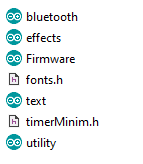 bluetooth
effects
Firmware
fonts.h
text
timerMinim.h
utility